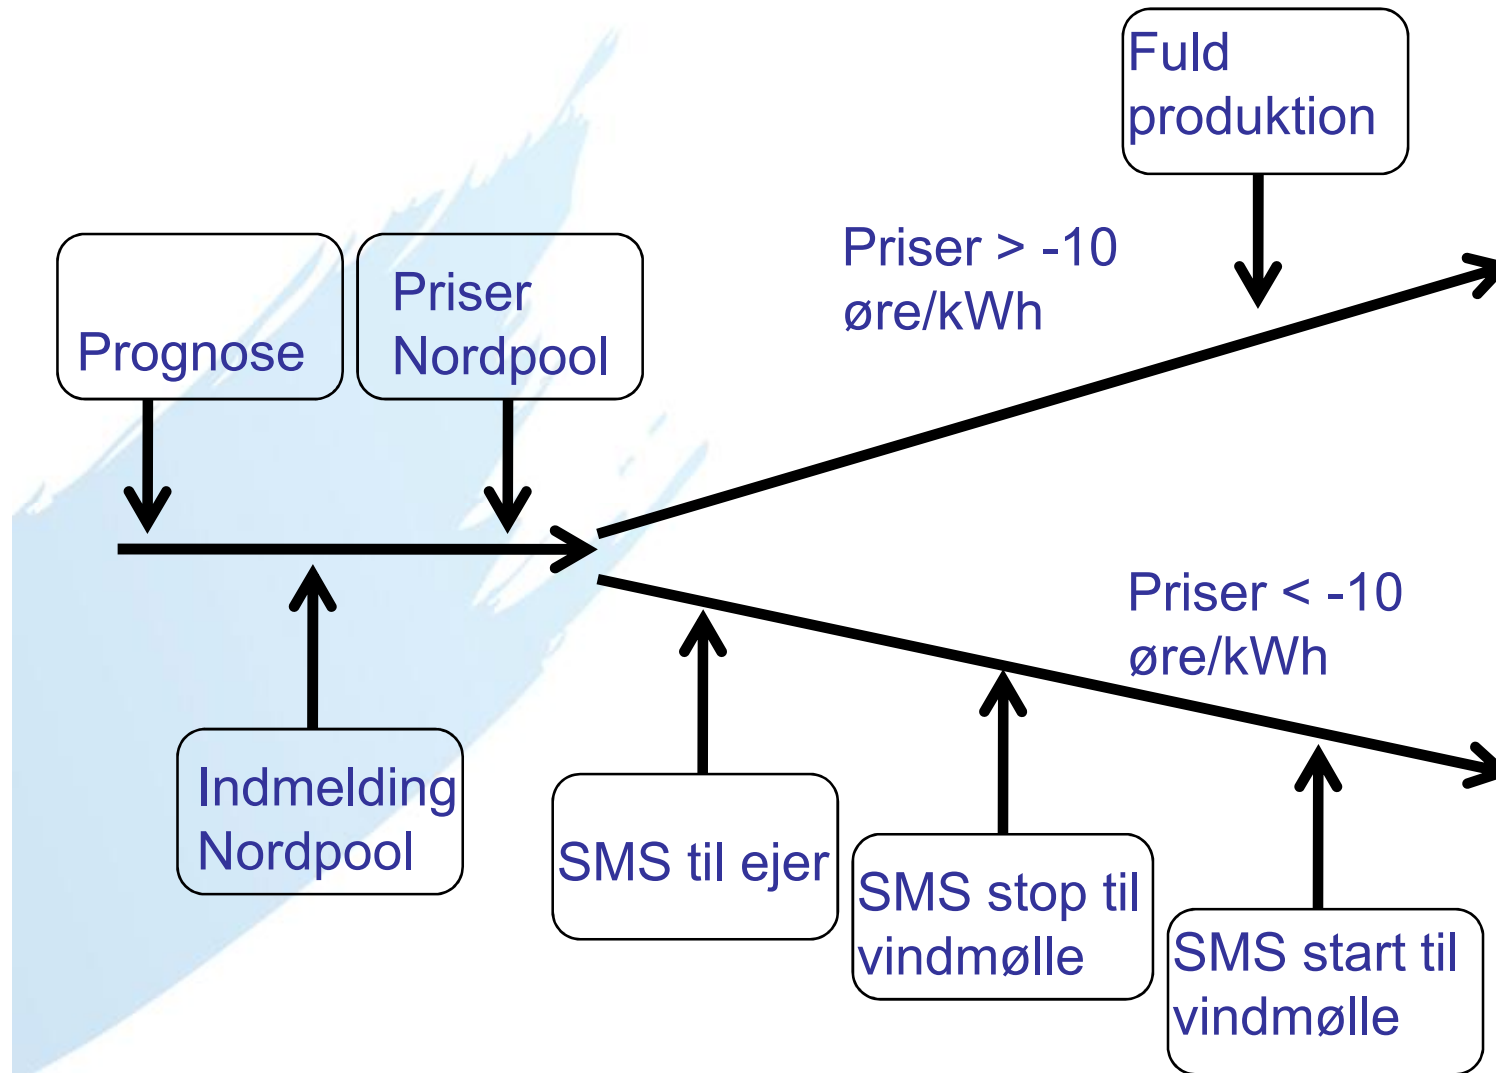 Fuld
produktion
Priser > -10
øre/kWh
Prognose
Priser
Nordpool
Priser < -10
øre/kWh
Indmelding
Nordpool
SMS til ejer
SMS stop til
vindmølle
SMS start til
vindmølle